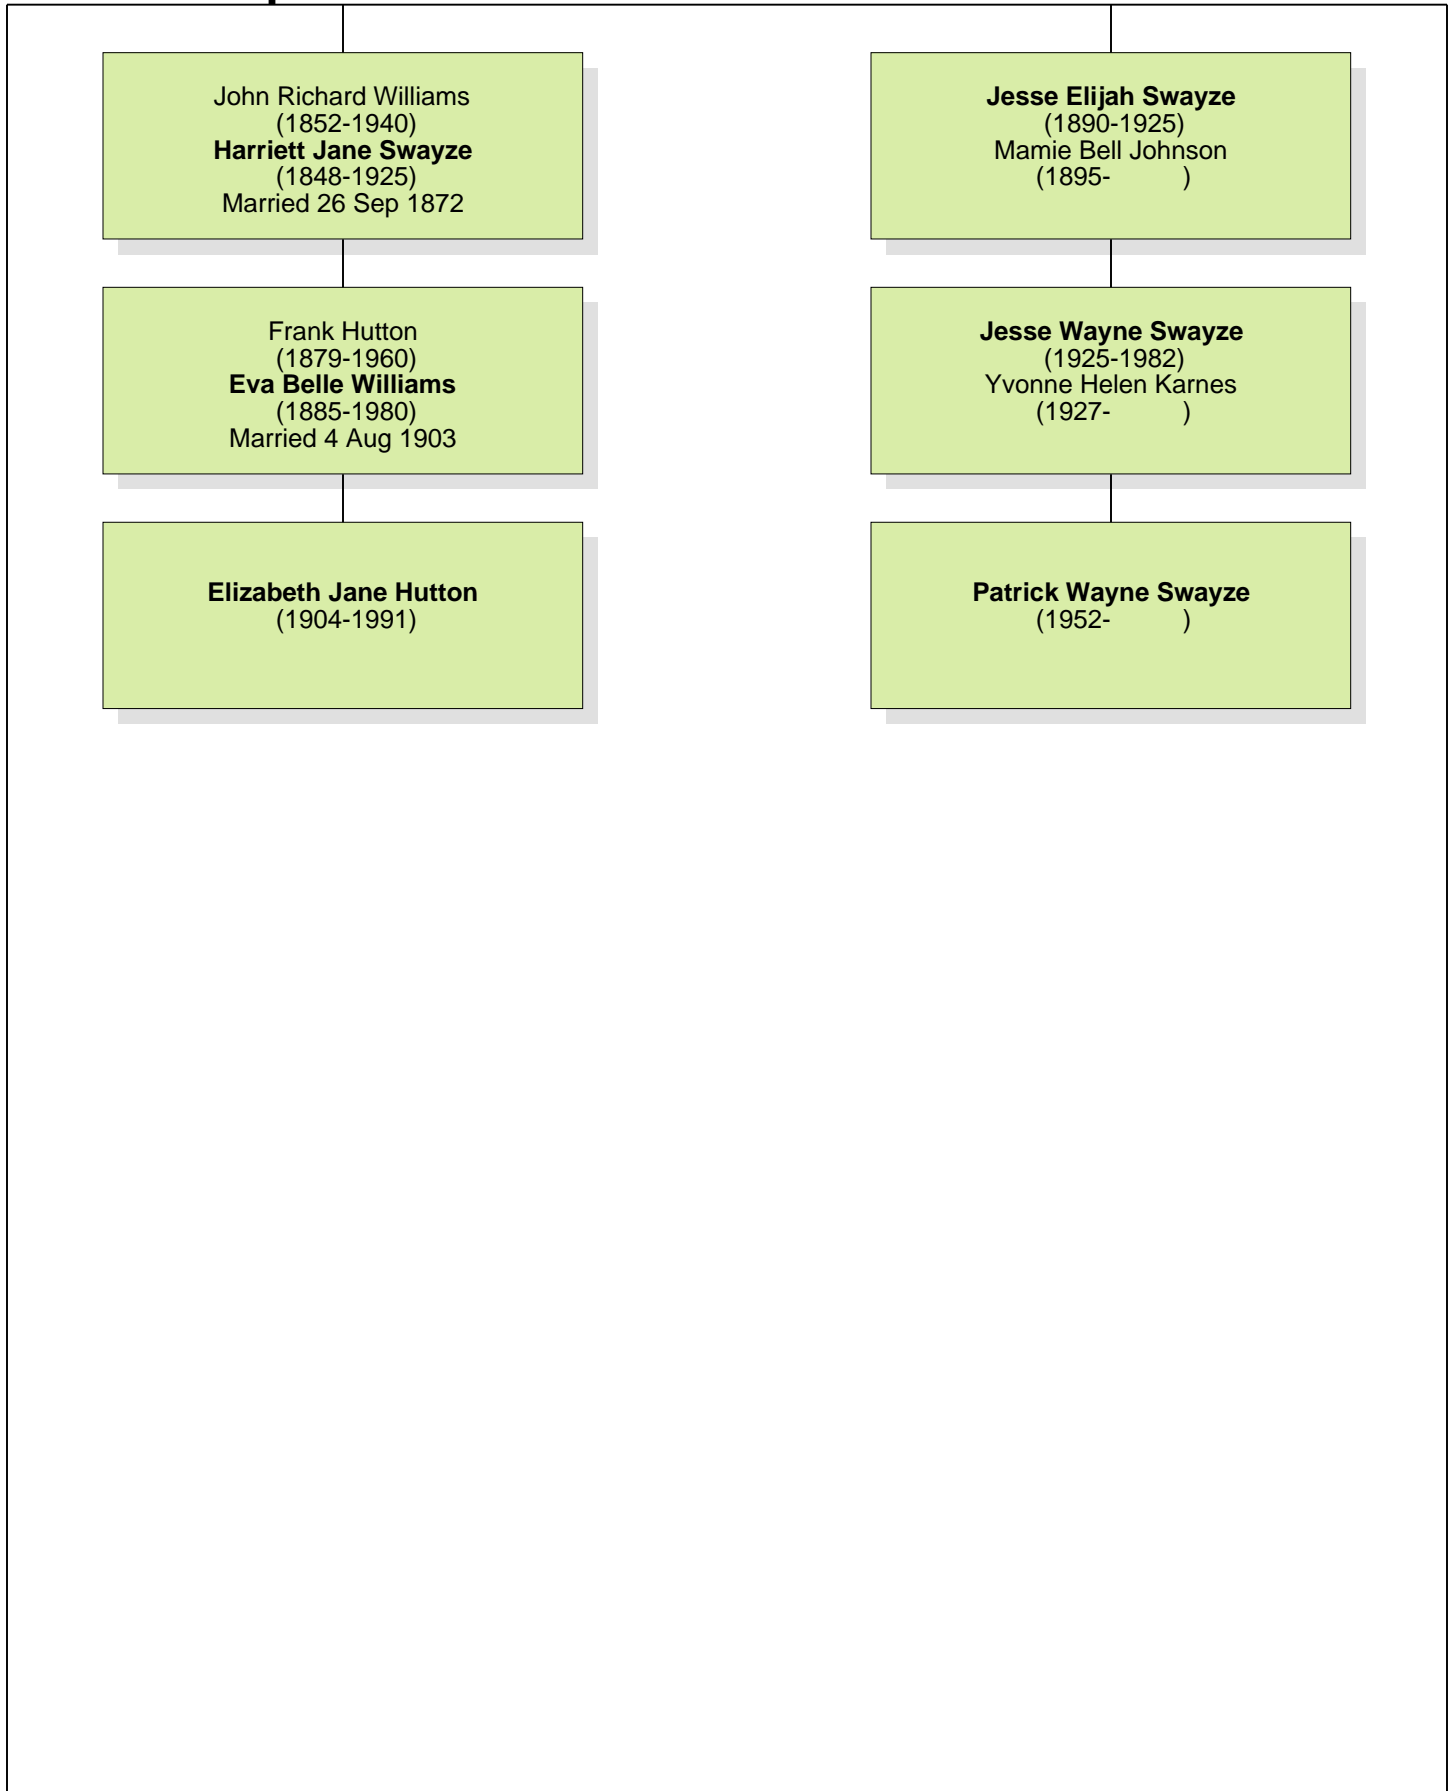 John Richard Williams
(1852-1940)
Harriett Jane Swayze
(1848-1925)
Married 26 Sep 1872
Jesse Elijah Swayze
(1890-1925)
Mamie Bell Johnson
(1895- )
Frank Hutton
(1879-1960)
Eva Belle Williams
(1885-1980)
Married 4 Aug 1903
Jesse Wayne Swayze
(1925-1982)
Yvonne Helen Karnes
(1927- )
Elizabeth Jane Hutton
(1904-1991)
Patrick Wayne Swayze
(1952- )